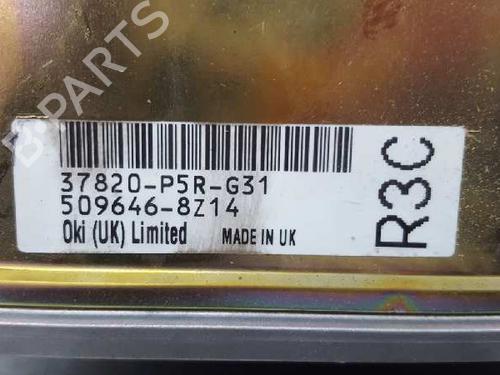 B-PARTS
37820-P5R-G31
509646-8Z14
Oki (UK) Limited MADE IN UK
R3C